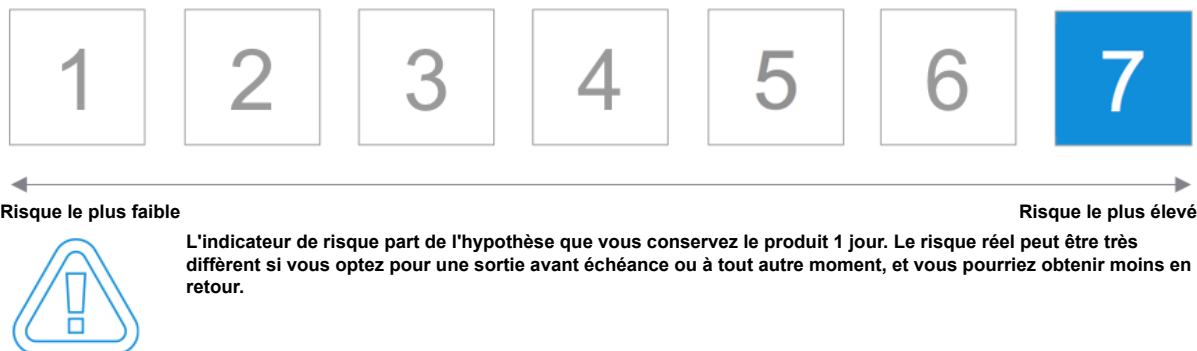 1 2 3 4 5 6 7
Risque le plus faible Risque le plus élevé
L'indicateur de risque part de l'hypothèse que vous conservez le produit 1 jour. Le risque réel peut être très
diffèrent si vous optez pour une sortie avant échéance ou à tout autre moment, et vous pourriez obtenir moins en
retour.